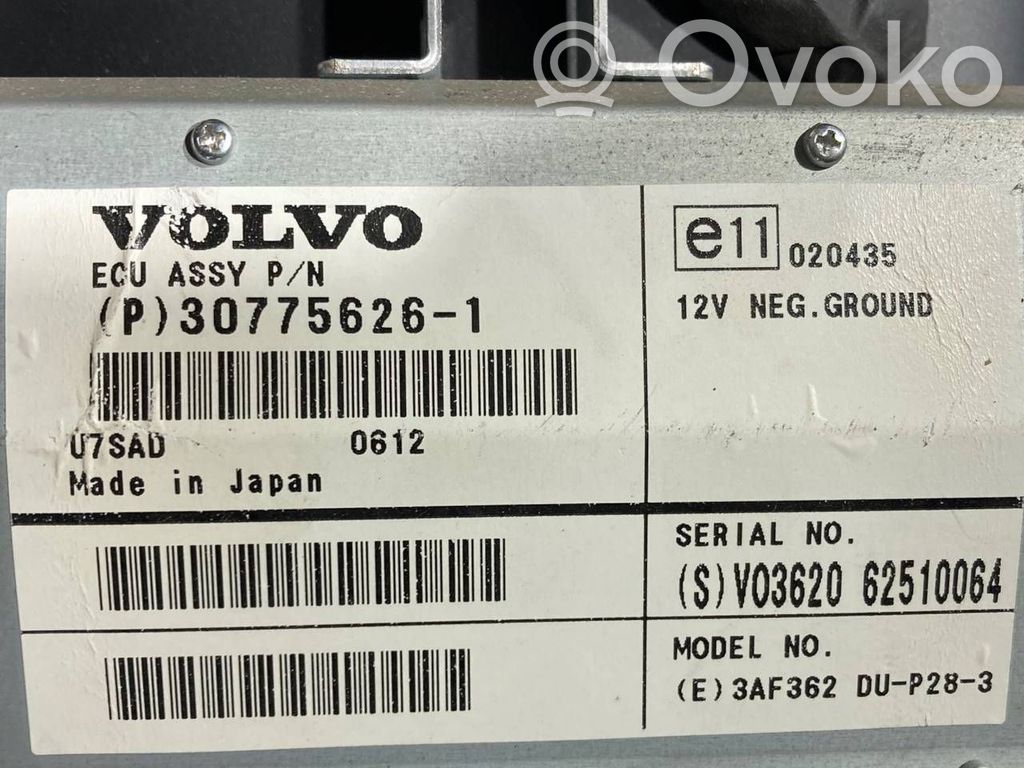 Ovoko
VOLVO
ECU ASSY P/N
(P)30775626-1
U7SAD 0612
Made in Japan
e11 020435
12V NEG.GROUND
SERIAL NO.
(S)VO3620 62510064
MODEL NO.
(E)3AF362 DU-P28-3